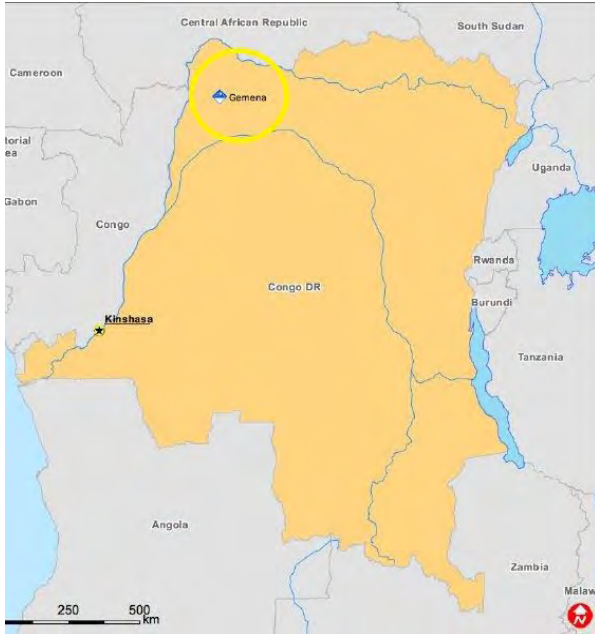 Central African Republic
South Sudan
Cameroon
Gemena
torial
ea
Uganda
Gabon
Congo
Rwanda
Congo DR
Burundi
Kinshasa
Tanzania
Angola
Zambia
Malaw
250 500
km
N